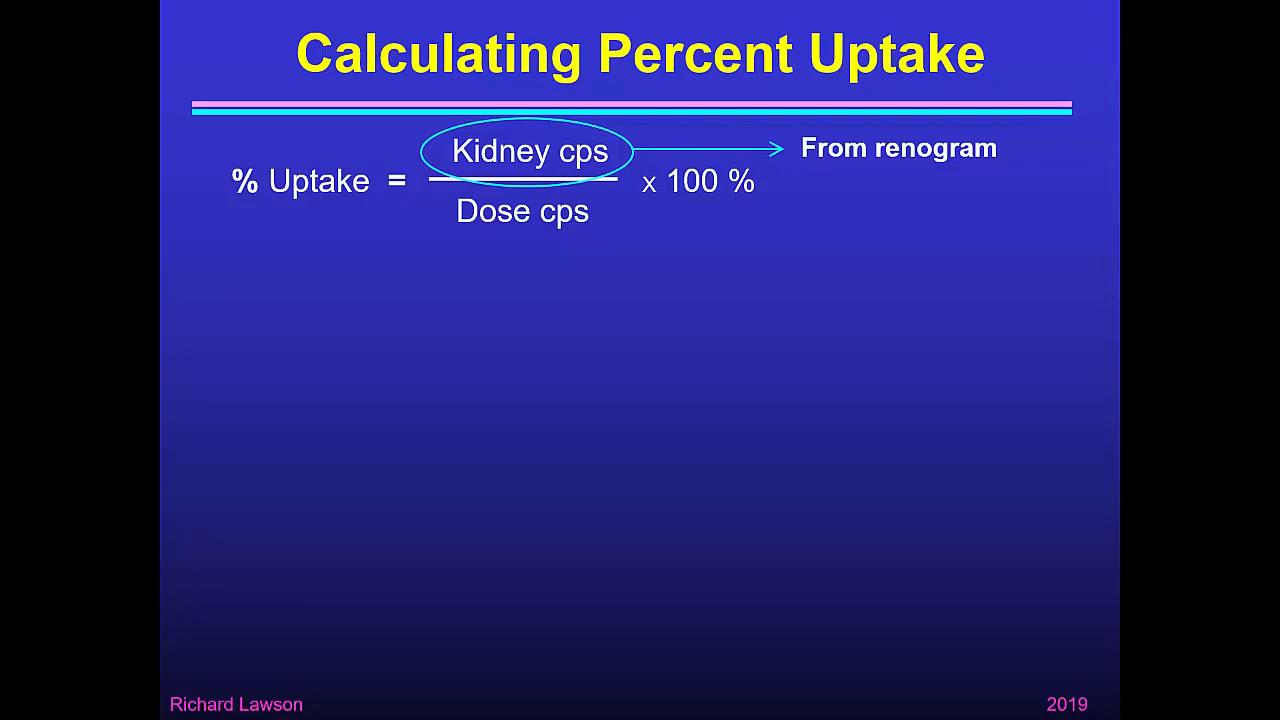 Calculating Percent Uptake
Kidney cps
From renogram
% Uptake = x 100 %
Dose cps
Richard Lawson
2019